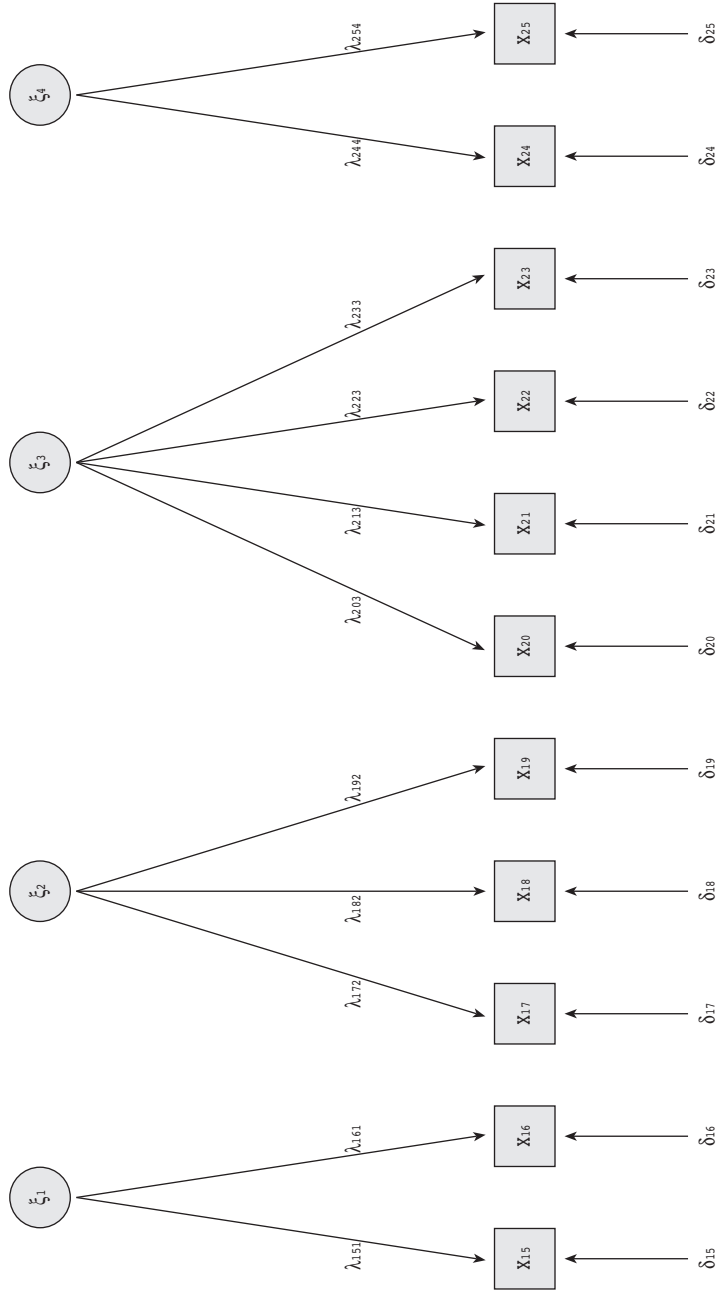 ξ1 ξ2 ξ3 ξ4
λ151 λ161 λ172 λ182 λ192 λ203 λ213 λ223 λ233 λ244 λ254
X15 X16 X17 X18 X19 X20 X21 X22 X23 X24 X25
δ15 δ16 δ17 δ18 δ19 δ20 δ21 δ22 δ23 δ24 δ25